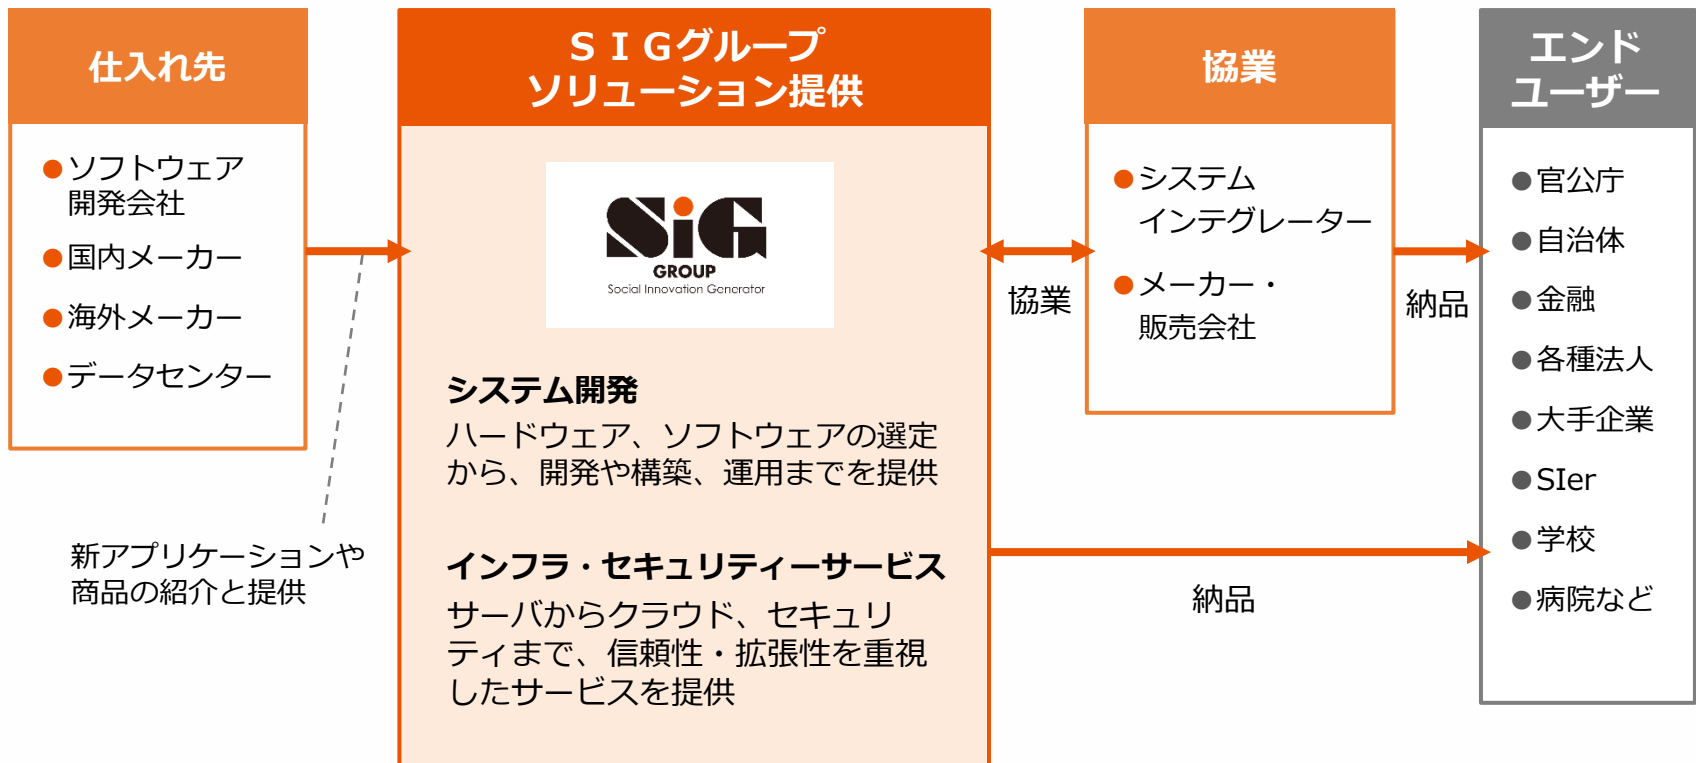 仕入れ先
●ソフトウェア
開発会社
●国内メーカー
●海外メーカー
●データセンター
新アプリケーションや
商品の紹介と提供
ＳＩＧグループ
ソリューション提供
SiG
GROUP
Social Innovation Generator
システム開発
ハードウェア、ソフトウェアの選定
から、開発や構築、運用までを提供
インフラ・セキュリティーサービス
サーバからクラウド、セキュリ
ティまで、信頼性・拡張性を重視
したサービスを提供
協業
協業
●システム
インテグレーター
●メーカー・
販売会社
納品
納品
エンド
ユーザー
●官公庁
●自治体
●金融
●各種法人
●大手企業
●SIer
●学校
●病院など